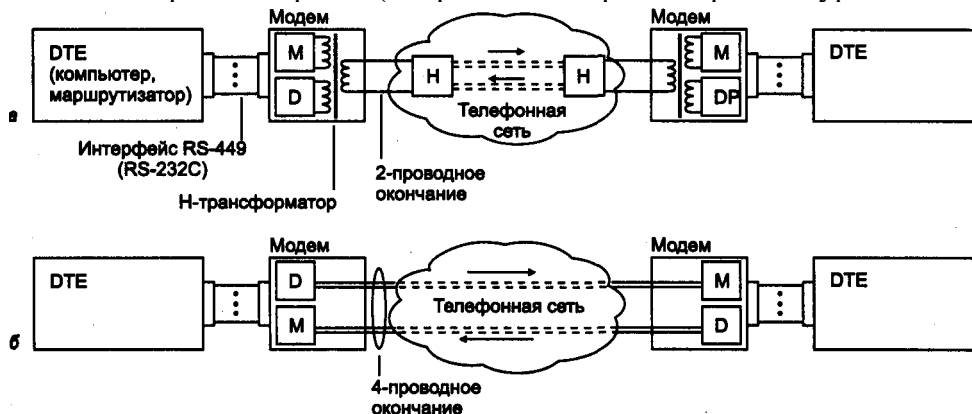 Модем
Модем
DTE
(компьютер,
маршрутизатор)
M
D
H
H
M
DP
DTE
Телефонная
сеть
а
Интерфейс RS-449
(RS-232C)
2-проводное
окончание
Н-трансформатор
Модем
Модем
DTE
D
M
Телефонная сеть
M
D
DTE
б
4-проводное
окончание